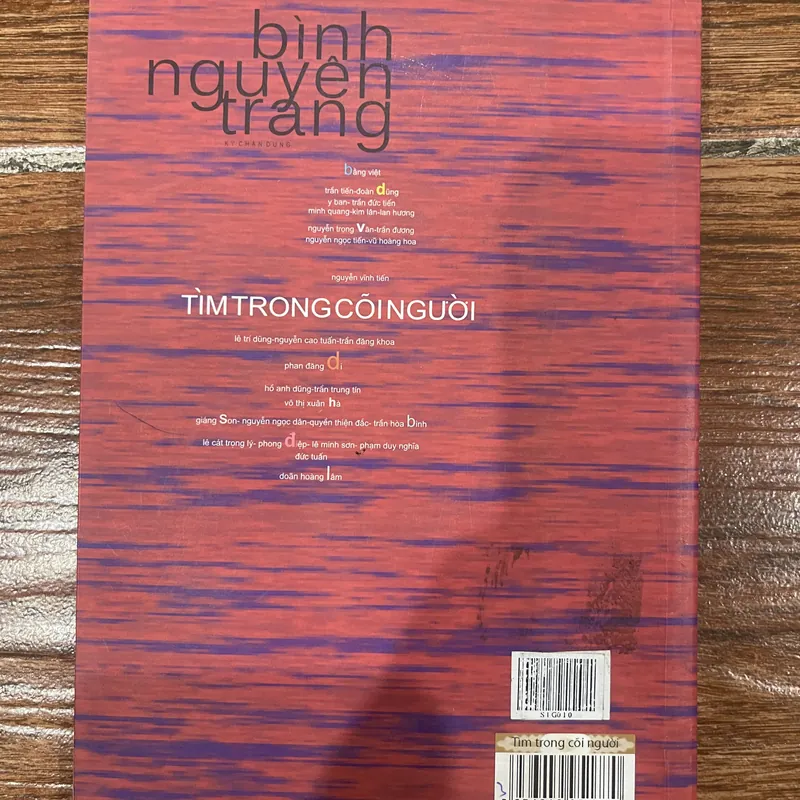 bình
nguyên
trang
KÝ CHÂN DUNG
bằng việt
trần tiến-đoàn dũng
y ban- trần đức tiến
minh quang-kim lân-lan hương
nguyễn trọng Văn-trần đương
nguyễn ngọc tiến-vũ hoàng hoa
nguyễn vĩnh tiến
TÌM TRONG CÕI NGƯỜI
lê trí dũng-nguyễn cao tuấn-trần đăng khoa
phan đăng di
hồ anh dũng-trần trung tín
võ thị xuân hà
giáng Son- nguyễn ngọc dân-quyền thiện đắc- trần hòa bình
lê cát trọng lý- phong điệp- lê minh sơn- phạm duy nghĩa
đức tuấn
doãn hoàng lâm
S1G010
Tìm trong cõi người